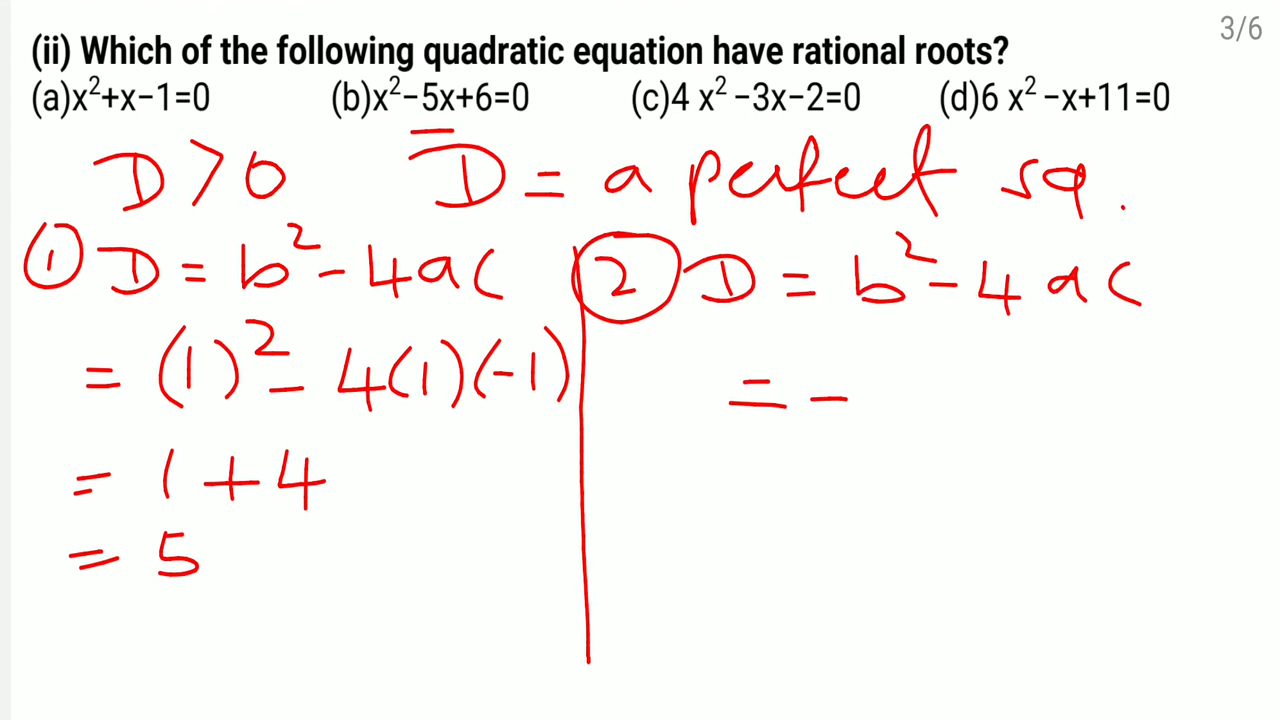 3/6
(ii) Which of the following quadratic equation have rational roots?
(a)x²+x−1=0 (b)x²−5x+6=0 (c)4 x² −3x−2=0 (d)6 x² −x+11=0
D > 0 D = a perfect sq.
① D = b² - 4ac ② D = b² - 4ac
= (1)² - 4(1)(-1) = -
= 1 + 4
= 5